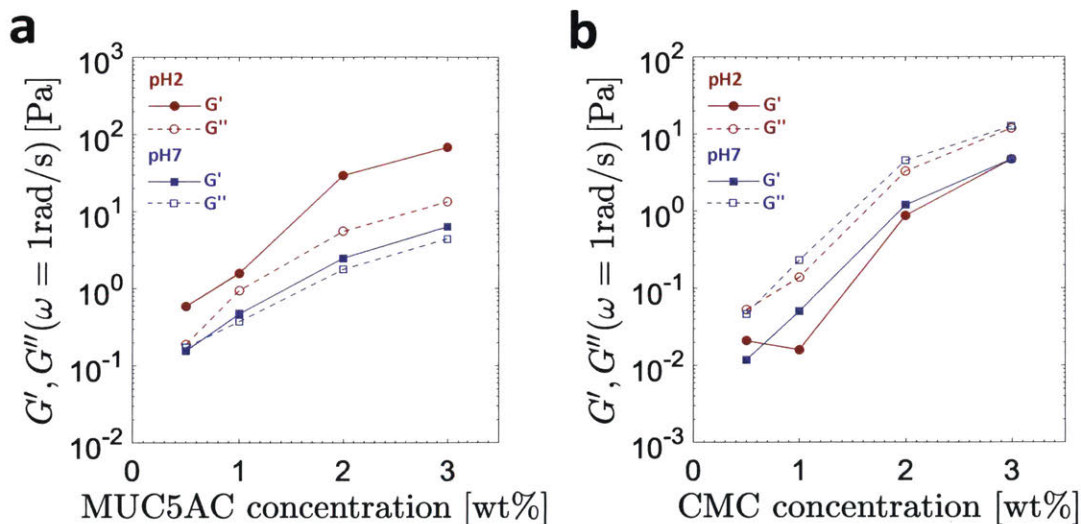 a
G', G''(ω = 1rad/s) [Pa]
10^3
10^2
10^1
10^0
10^-1
10^-2
pH2
G'
G''
pH7
G'
G''
0
1
2
3
MUC5AC concentration [wt%]
b
G', G''(ω = 1rad/s) [Pa]
10^2
10^1
10^0
10^-1
10^-2
10^-3
pH2
G'
G''
pH7
G'
G''
0
1
2
3
CMC concentration [wt%]